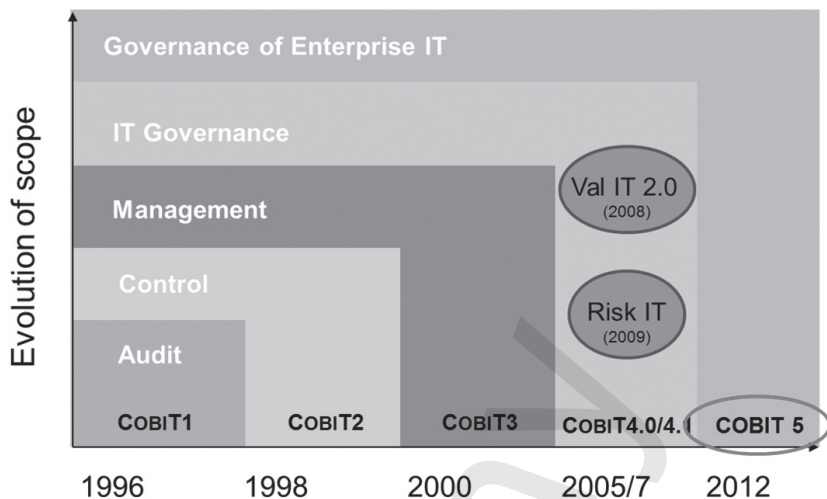 Evolution of scope
Governance of Enterprise IT
IT Governance
Val IT 2.0
(2008)
Management
Control
Risk IT
(2009)
Audit
COBIT1
COBIT2
COBIT3
COBIT4.0/4.1
COBIT 5
1996
1998
2000
2005/7
2012